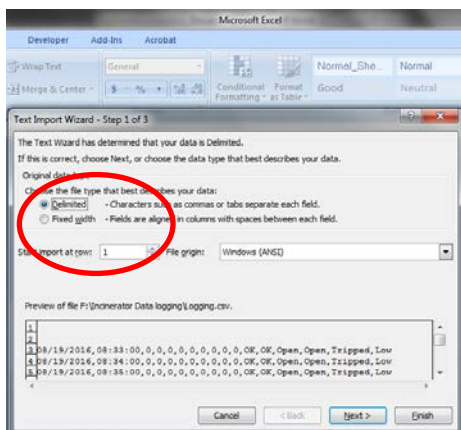 Microsoft Excel
Developer Add-Ins Acrobat
Wrap Text General Normal_She... Normal
Merge & Center $ % , Conditional Formatting as Table Format Good Neutral
Text Import Wizard - Step 1 of 3
The Text Wizard has determined that your data is Delimited.
If this is correct, choose Next, or choose the data type that best describes your data.
Original data type
Choose the file type that best describes your data:
Delimited - Characters such as commas or tabs separate each field.
Fixed width - Fields are aligned in columns with spaces between each field.
Start import at row: 1 File origin: Windows (ANSI)
Preview of file F:\Incinerator Data logging\Logging.csv.
1
2
3 08/19/2016,08:33:00,0,0,0,0,0,0,0,0,0,OK,OK,Open,Open,Tripped,Low
4 08/19/2016,08:34:00,0,0,0,0,0,0,0,0,0,OK,OK,Open,Open,Tripped,Low
5 08/19/2016,08:35:00,0,0,0,0,0,0,0,0,0,OK,OK,Open,Open,Tripped,Low
Cancel < Back Next > Finish